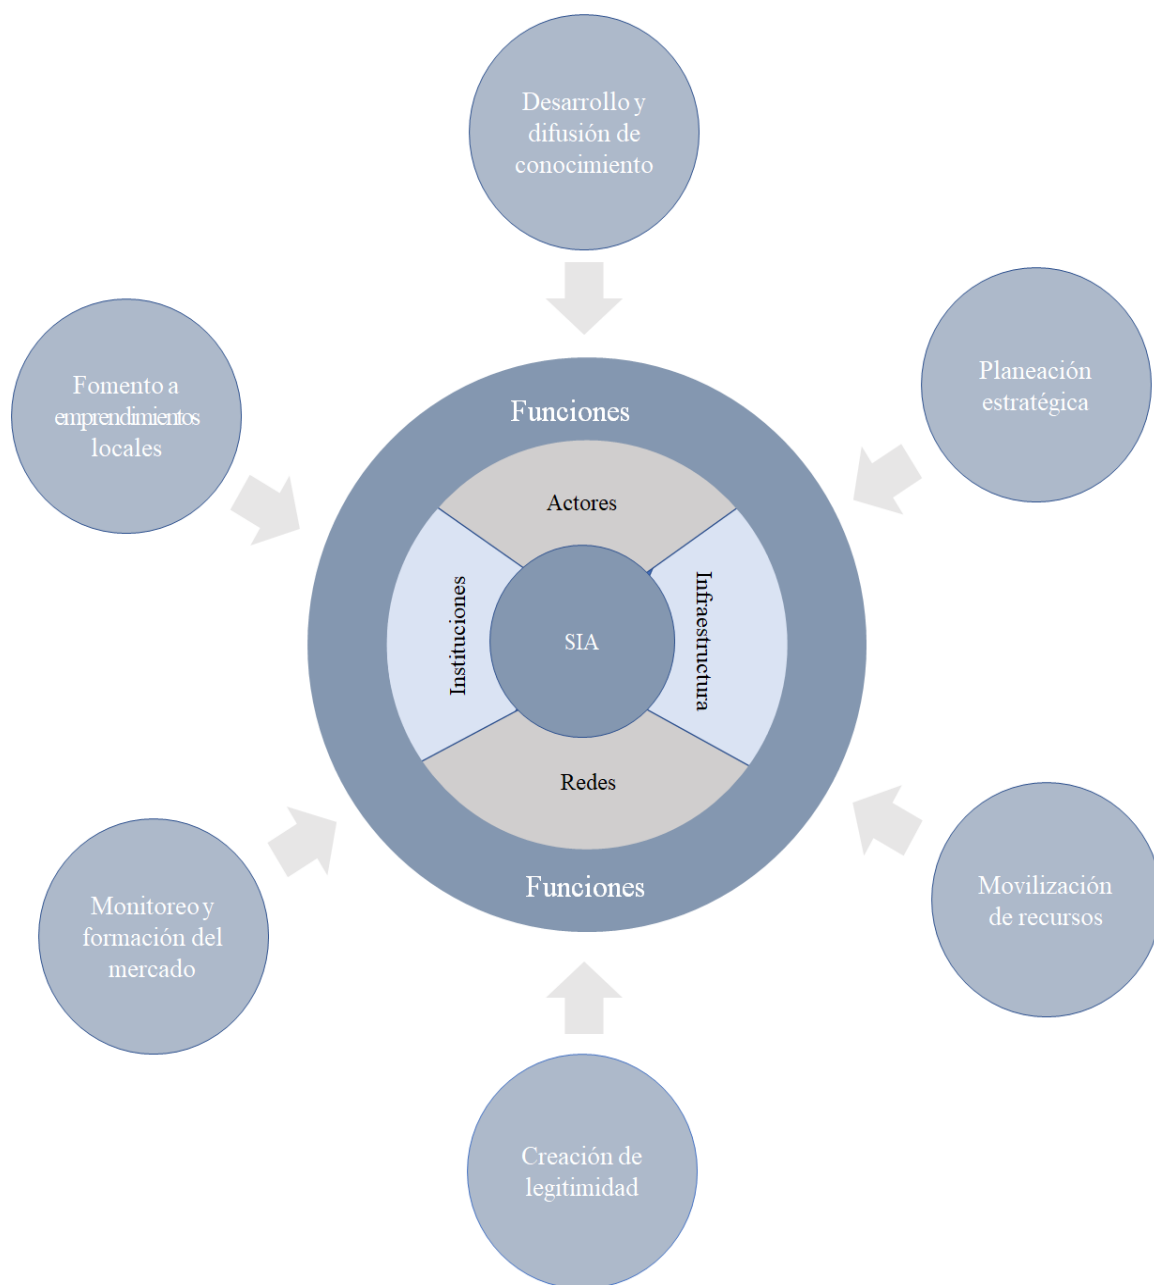 Desarrollo y
difusión de
conocimiento
Planeación
estratégica
Fomento a
emprendimientos
locales
Funciones
Actores
Instituciones
SIA
Infraestructura
Redes
Funciones
Monitoreo y
formación del
mercado
Movilización
de recursos
Creación de
legitimidad